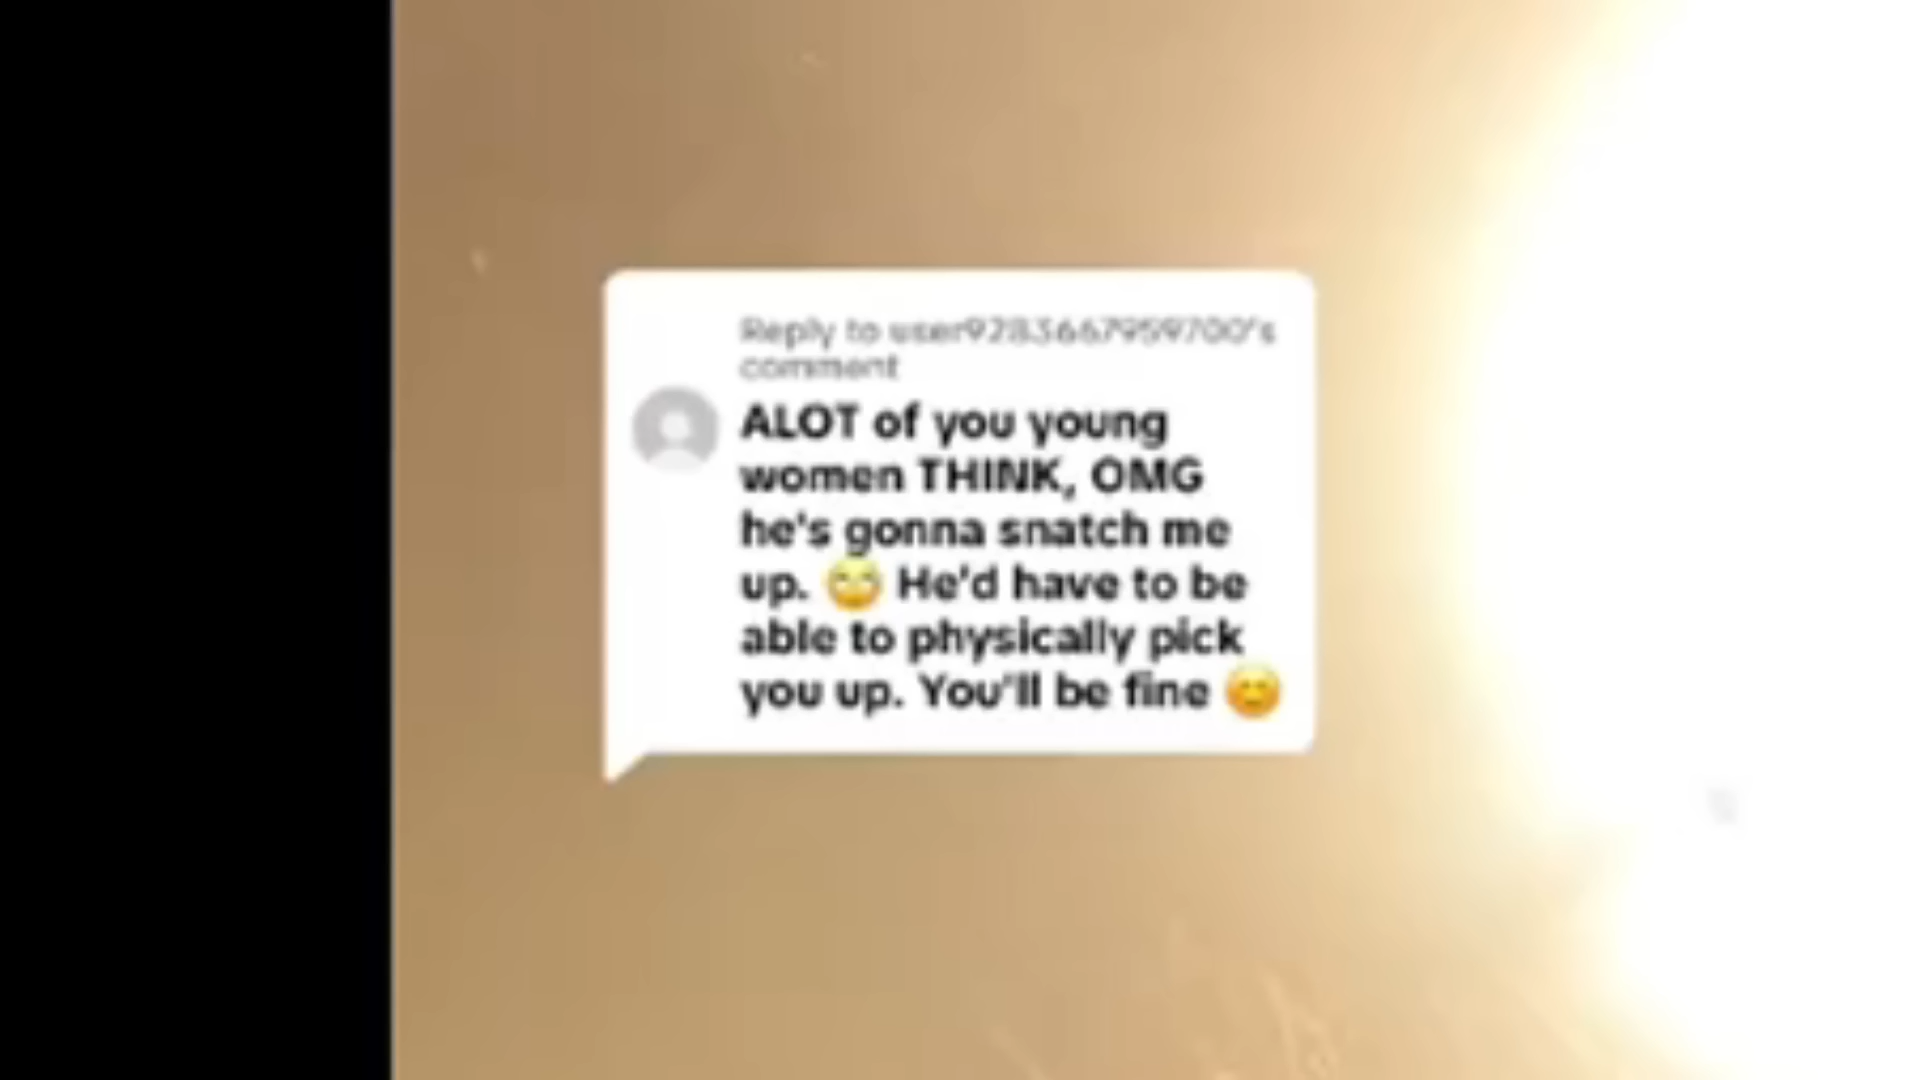 Reply to user9283667959700's
comment
ALOT of you young
women THINK, OMG
he's gonna snatch me
up. 🙄 He'd have to be
able to physically pick
you up. You'll be fine 😊